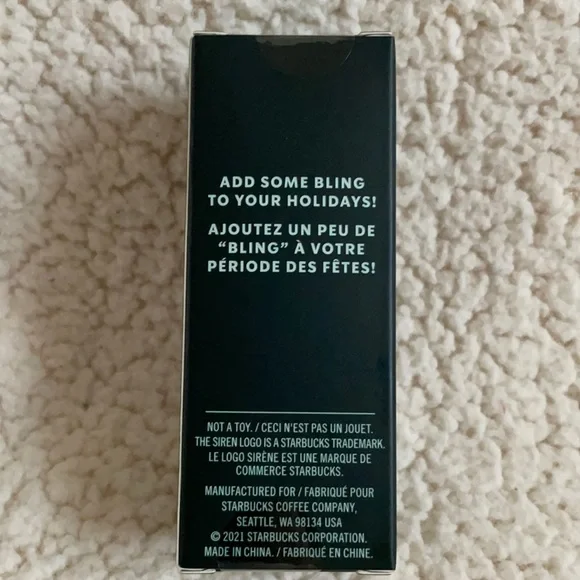 ADD SOME BLING
TO YOUR HOLIDAYS!
AJOUTEZ UN PEU DE
“BLING” À VOTRE
PÉRIODE DES FÊTES!
NOT A TOY. / CECI N'EST PAS UN JOUET.
THE SIREN LOGO IS A STARBUCKS TRADEMARK.
LE LOGO SIRÈNE EST UNE MARQUE DE
COMMERCE STARBUCKS.
MANUFACTURED FOR / FABRIQUÉ POUR
STARBUCKS COFFEE COMPANY,
SEATTLE, WA 98134 USA
© 2021 STARBUCKS CORPORATION.
MADE IN CHINA. / FABRIQUÉ EN CHINE.